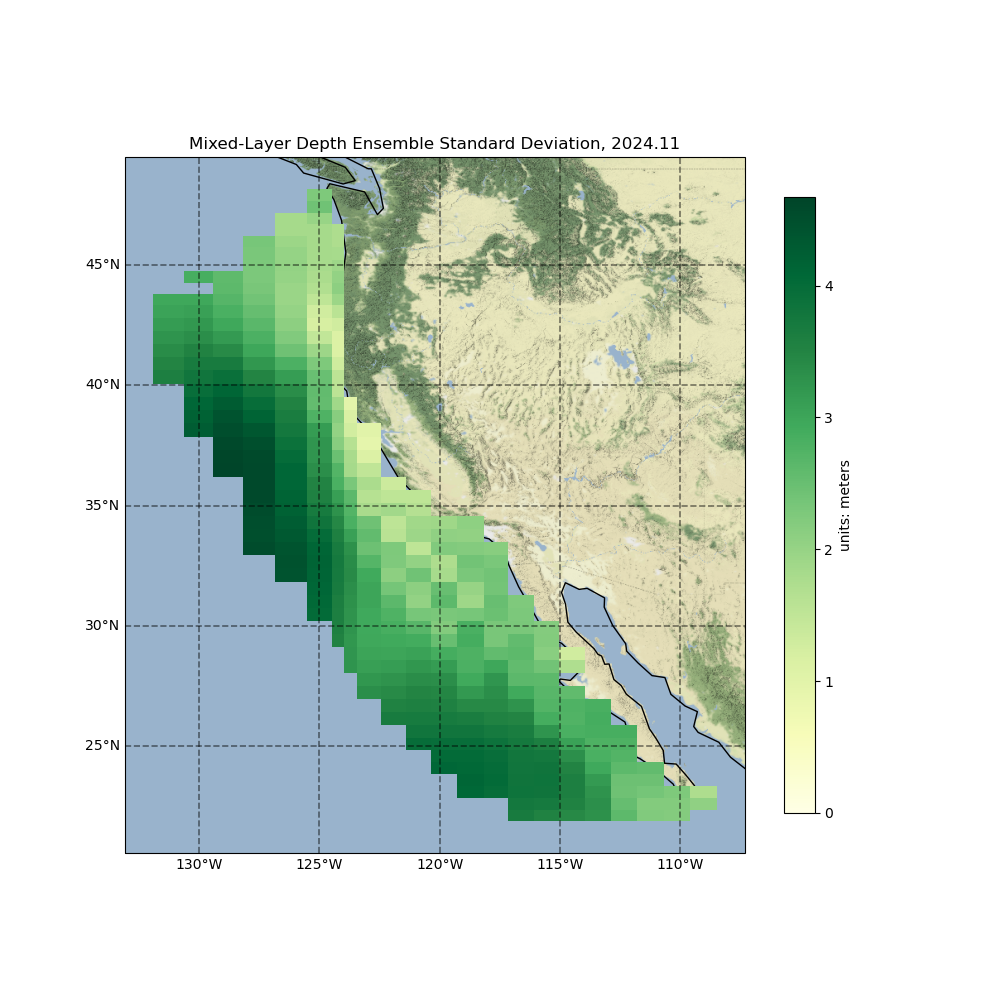 Mixed-Layer Depth Ensemble Standard Deviation, 2024.11
45°N
40°N
35°N
30°N
25°N
130°W
125°W
120°W
115°W
110°W
4
3
2
1
0
units: meters